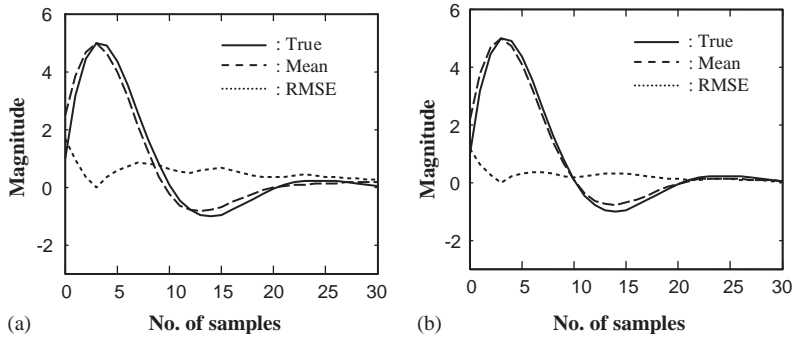 6
4
2
0
-2
Magnitude
: True
: Mean
: RMSE
0 5 10 15 20 25 30
(a) No. of samples
6
4
2
0
-2
Magnitude
: True
: Mean
: RMSE
0 5 10 15 20 25 30
(b) No. of samples